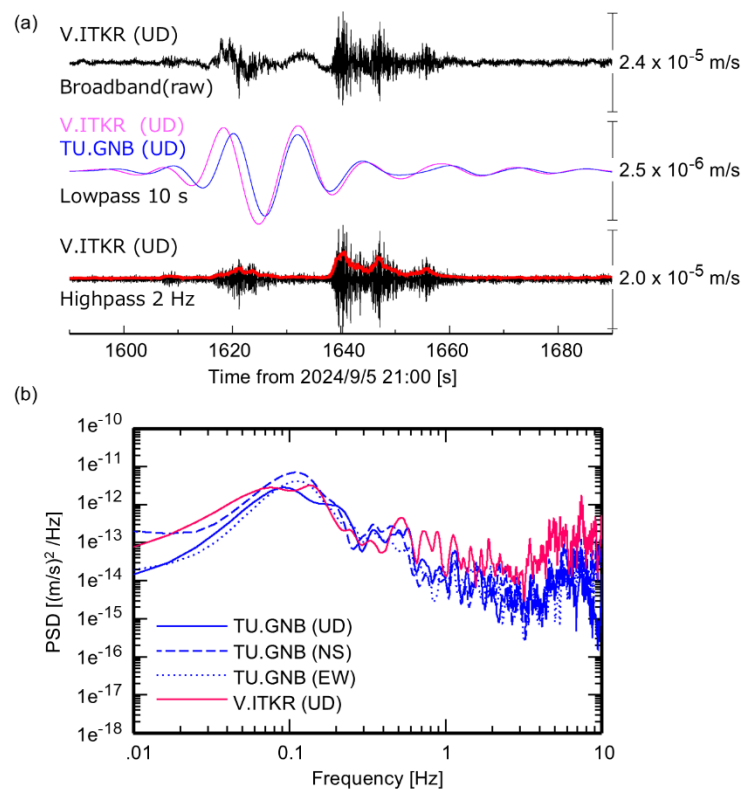 (a)
V.ITKR (UD)
Broadband(raw)
2.4 x 10⁻⁵ m/s
V.ITKR (UD)
TU.GNB (UD)
Lowpass 10 s
2.5 x 10⁻⁶ m/s
V.ITKR (UD)
Highpass 2 Hz
2.0 x 10⁻⁵ m/s
1600 1620 1640 1660 1680
Time from 2024/9/5 21:00 [s]
(b)
1e⁻10
1e⁻11
1e⁻12
1e⁻13
1e⁻14
1e⁻15
1e⁻16
1e⁻17
1e⁻18
PSD [(m/s)² /Hz]
TU.GNB (UD)
TU.GNB (NS)
TU.GNB (EW)
V.ITKR (UD)
.01 0.1 1 10
Frequency [Hz]